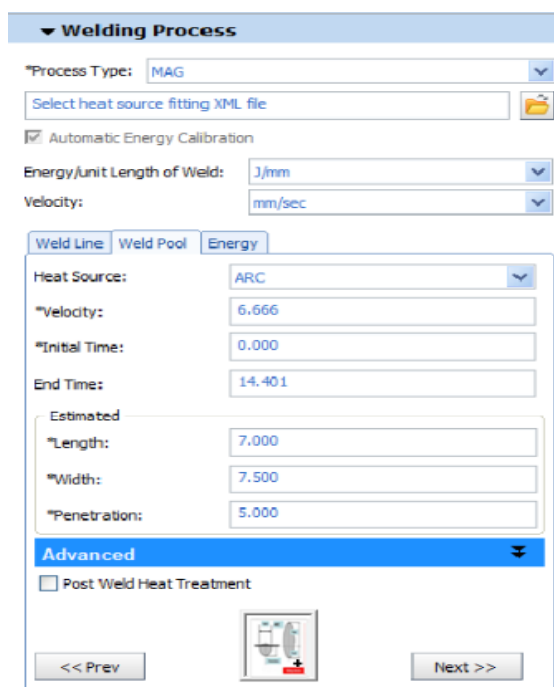 Welding Process
*Process Type: MAG
Select heat source fitting XML file
Automatic Energy Calibration
Energy/unit Length of Weld: J/mm
Velocity: mm/sec
Weld Line Weld Pool Energy
Heat Source: ARC
*Velocity: 6.666
*Initial Time: 0.000
End Time: 14.401
Estimated
*Length: 7.000
*Width: 7.500
*Penetration: 5.000
Advanced
Post Weld Heat Treatment
<< Prev Next >>